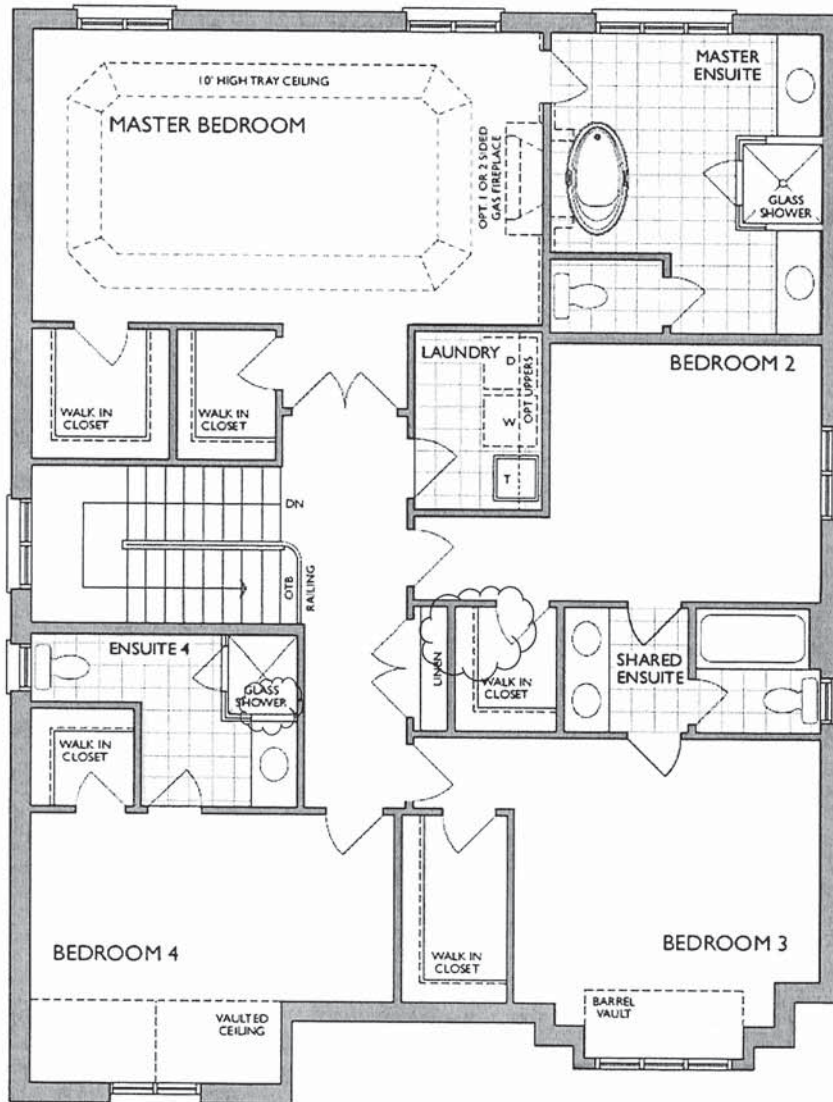 10' HIGH TRAY CEILING
MASTER BEDROOM
OPT. 1 OR 2 SIDED
GAS FIREPLACE
MASTER
ENSUITE
GLASS
SHOWER
WALK IN
CLOSET
WALK IN
CLOSET
LAUNDRY
D
W
T
OPT UPPERS
BEDROOM 2
DN
OTB
RAILING
ENSUITE 4
GLASS
SHOWER
WALK IN
CLOSET
LINEN
WALK IN
CLOSET
SHARED
ENSUITE
BEDROOM 4
VAULTED
CEILING
WALK IN
CLOSET
BEDROOM 3
BARREL
VAULT